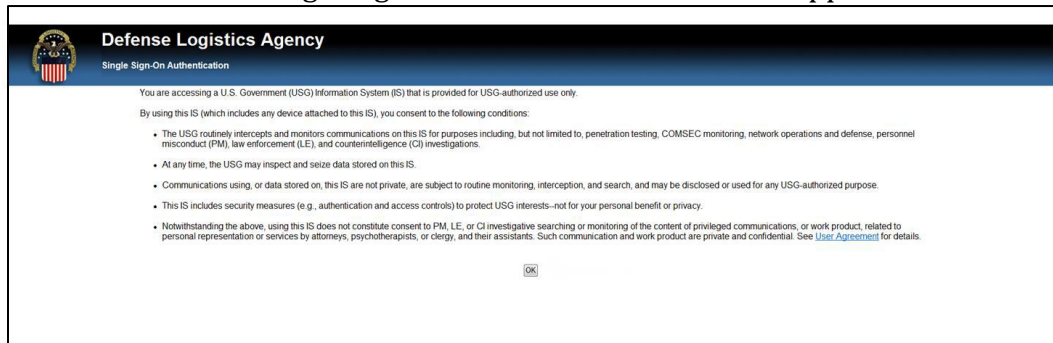 Defense Logistics Agency
Single Sign-On Authentication
You are accessing a U.S. Government (USG) Information System (IS) that is provided for USG-authorized use only.
By using this IS (which includes any device attached to this IS), you consent to the following conditions:
• The USG routinely intercepts and monitors communications on this IS for purposes including, but not limited to, penetration testing, COMSEC monitoring, network operations and defense, personnel
misconduct (PM), law enforcement (LE), and counterintelligence (CI) investigations.
• At any time, the USG may inspect and seize data stored on this IS.
• Communications using, or data stored on, this IS are not private, are subject to routine monitoring, interception, and search, and may be disclosed or used for any USG-authorized purpose.
• This IS includes security measures (e.g., authentication and access controls) to protect USG interests--not for your personal benefit or privacy.
• Notwithstanding the above, using this IS does not constitute consent to PM, LE, or CI investigative searching or monitoring of the content of privileged communications, or work product, related to
personal representation or services by attorneys, psychotherapists, or clergy, and their assistants. Such communication and work product are private and confidential. See User Agreement for details.
OK